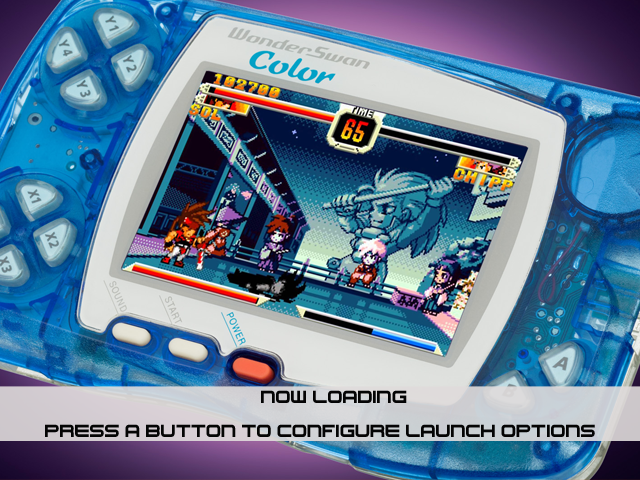 WonderSwan
Color
Y1
Y4
Y2
Y3
102700
TIME
65
SOL
CHIPP
X1
X4
X2
X3
SOUND
START
POWER
A
B
NOW LOADING
PRESS A BUTTON TO CONFIGURE LAUNCH OPTIONS